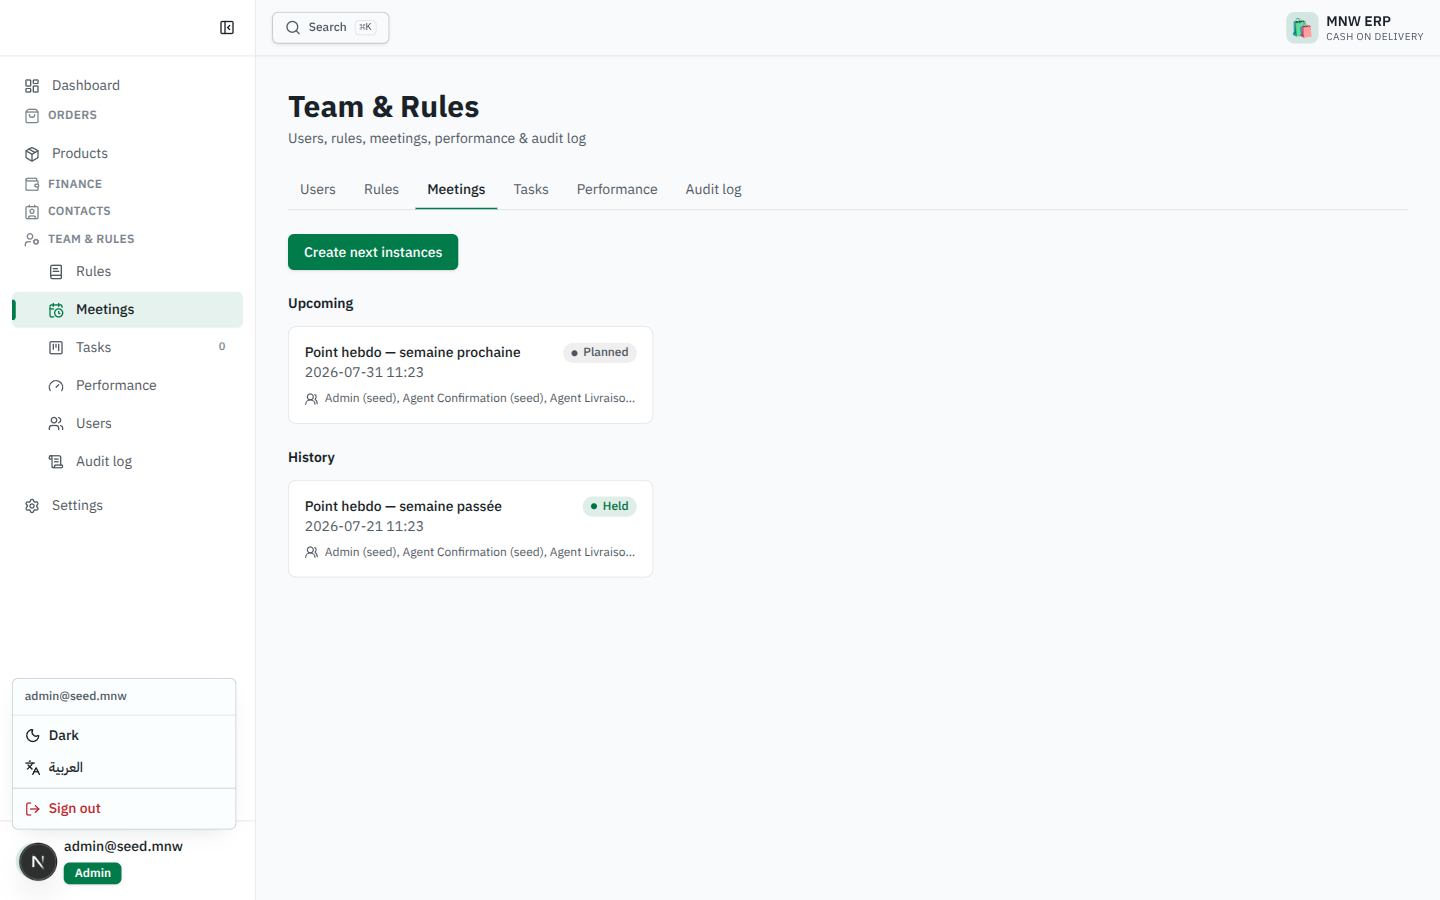 Search ⌘K
MNW ERP
CASH ON DELIVERY
Dashboard
ORDERS
Products
FINANCE
CONTACTS
TEAM & RULES
Rules
Meetings
Tasks 0
Performance
Users
Audit log
Settings
admin@seed.mnw
Dark
العربية
Sign out
N
admin@seed.mnw
Admin
Team & Rules
Users, rules, meetings, performance & audit log
Users Rules Meetings Tasks Performance Audit log
Create next instances
Upcoming
Point hebdo — semaine prochaine Planned
2026-07-31 11:23
Admin (seed), Agent Confirmation (seed), Agent Livraiso...
History
Point hebdo — semaine passée Held
2026-07-21 11:23
Admin (seed), Agent Confirmation (seed), Agent Livraiso...